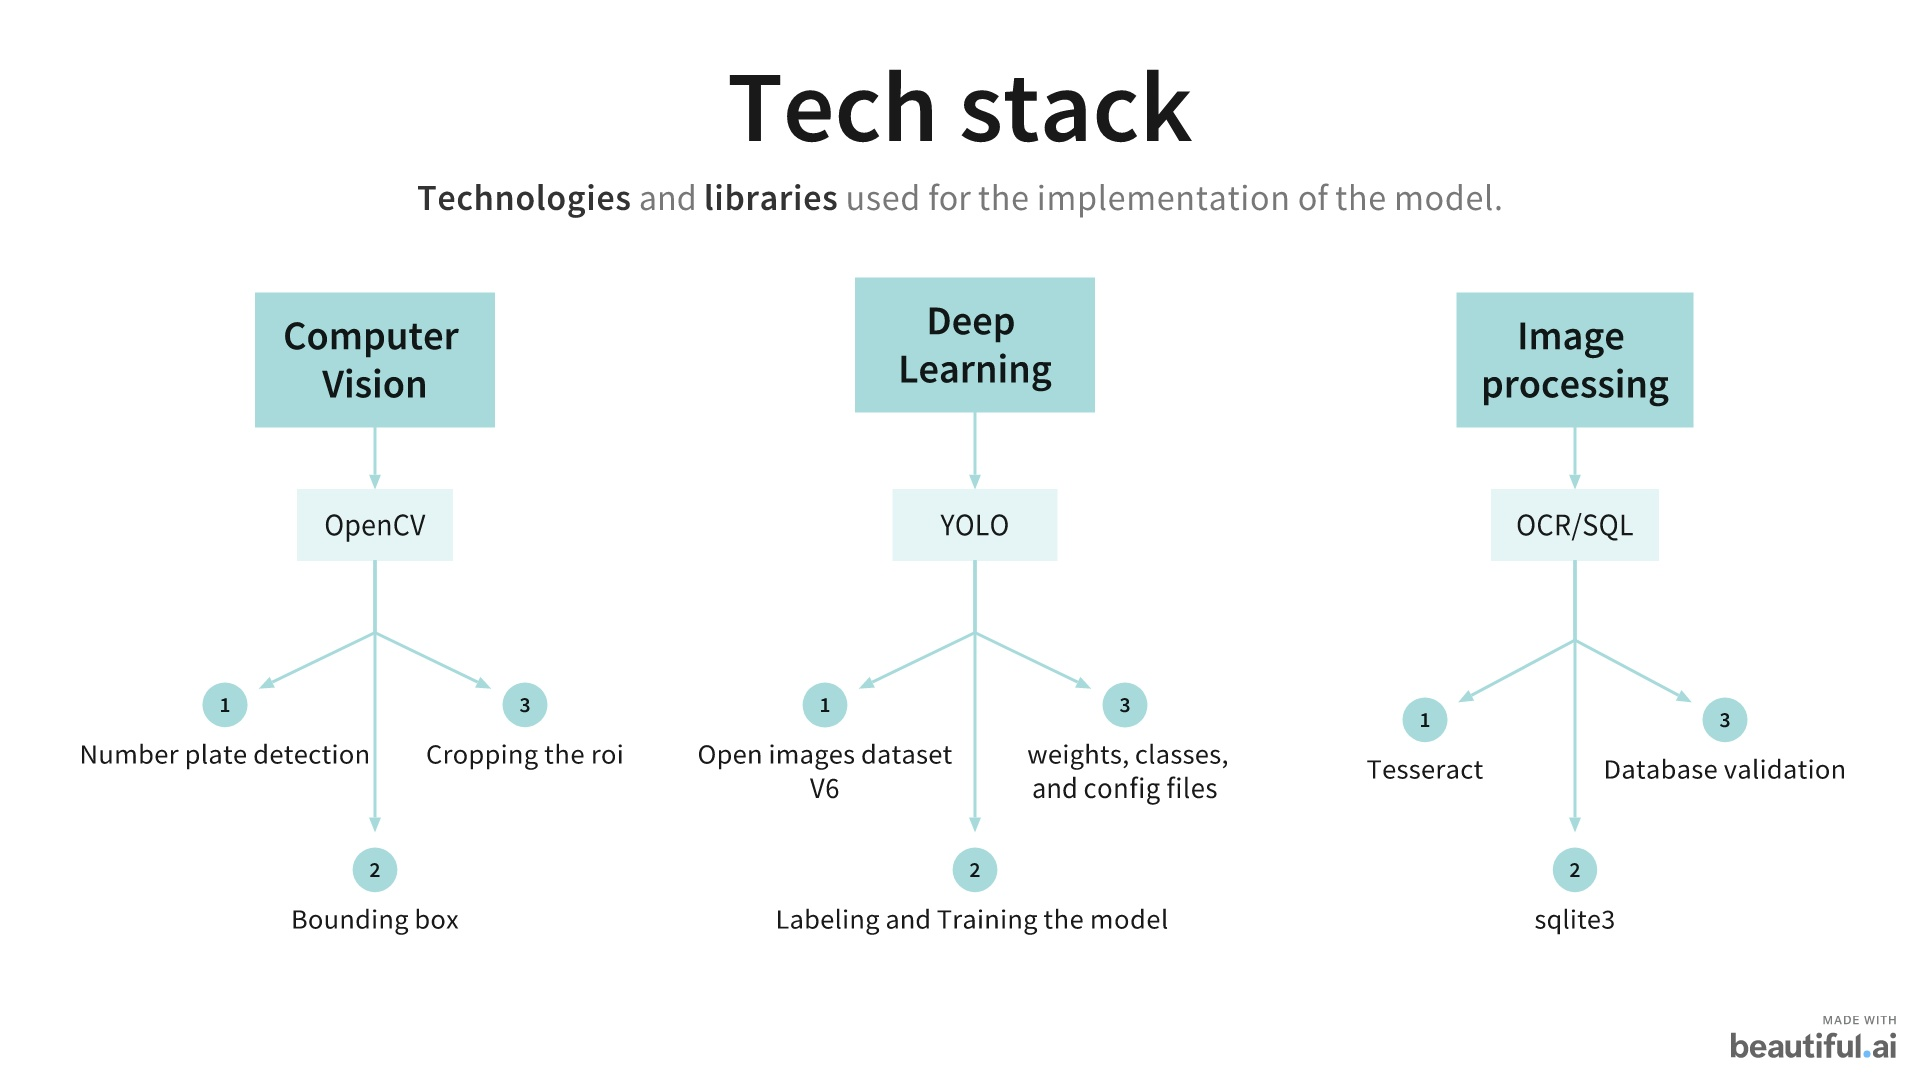 Tech stack
Technologies and libraries used for the implementation of the model.
Computer
Vision
OpenCV
1
Number plate detection
3
Cropping the roi
2
Bounding box
Deep
Learning
YOLO
1
Open images dataset
V6
3
weights, classes,
and config files
2
Labeling and Training the model
Image
processing
OCR/SQL
1
Tesseract
3
Database validation
2
sqlite3
MADE WITH
beautiful.ai